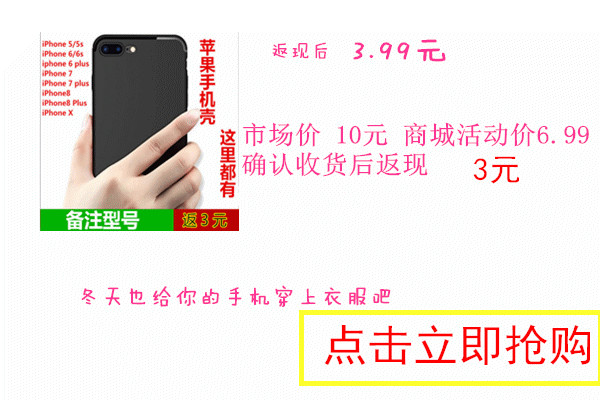 iPhone 5/5s
iPhone 6/6s
iphone 6 plus
iPhone 7
iPhone 7 plus
iPhone8
iPhone8 Plus
iPhone X
苹果手机壳
这里都有
备注型号
返3元
返现后 3.99元
市场价 10元 商城活动价6.99
确认收货后返现 3元
冬天也给你的手机穿上衣服吧
点击立即抢购